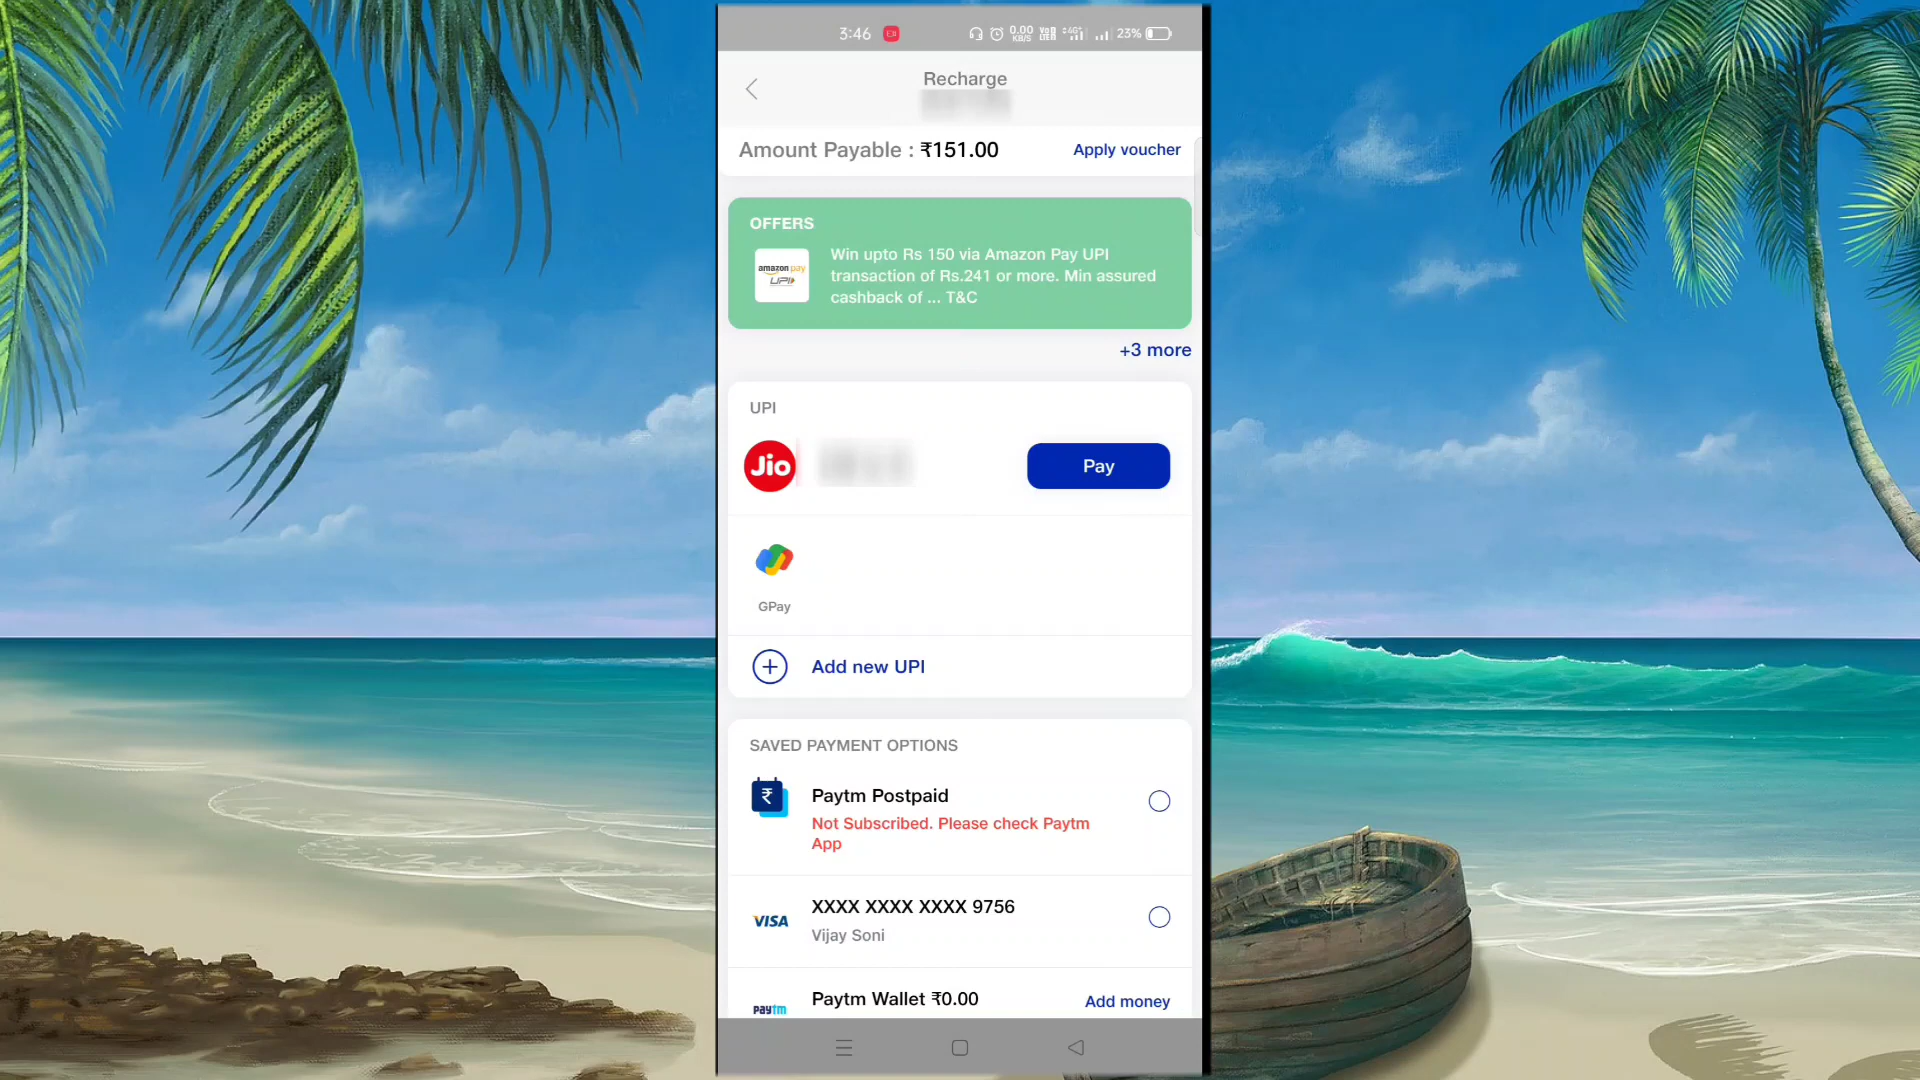 3:46
0.00 KB/S
23%
Recharge
Amount Payable : ₹151.00
Apply voucher
OFFERS
amazon pay
UPI
Win upto Rs 150 via Amazon Pay UPI
transaction of Rs.241 or more. Min assured
cashback of ... T&C
+3 more
UPI
Jio
Pay
GPay
Add new UPI
SAVED PAYMENT OPTIONS
₹
Paytm Postpaid
Not Subscribed. Please check Paytm
App
VISA
XXXX XXXX XXXX 9756
Vijay Soni
paytm
Paytm Wallet ₹0.00
Add money